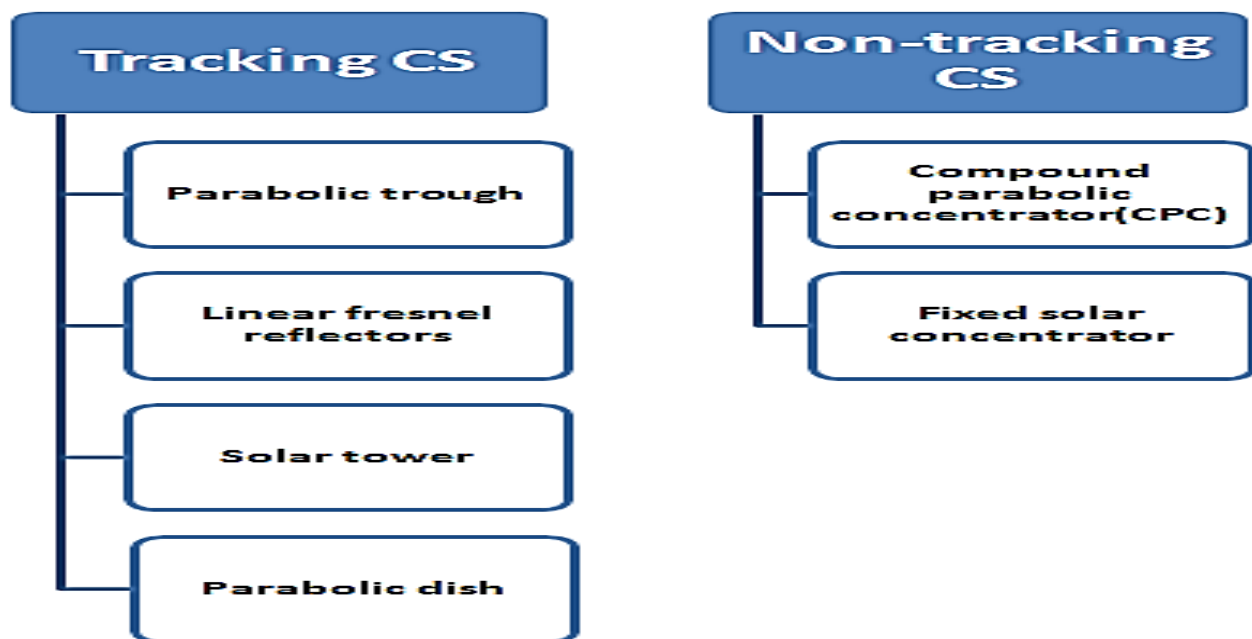 Tracking CS
Parabolic trough
Linear fresnel
reflectors
Solar tower
Parabolic dish
Non-tracking
CS
Compound
parabolic
concentrator(CPC)
Fixed solar
concentrator